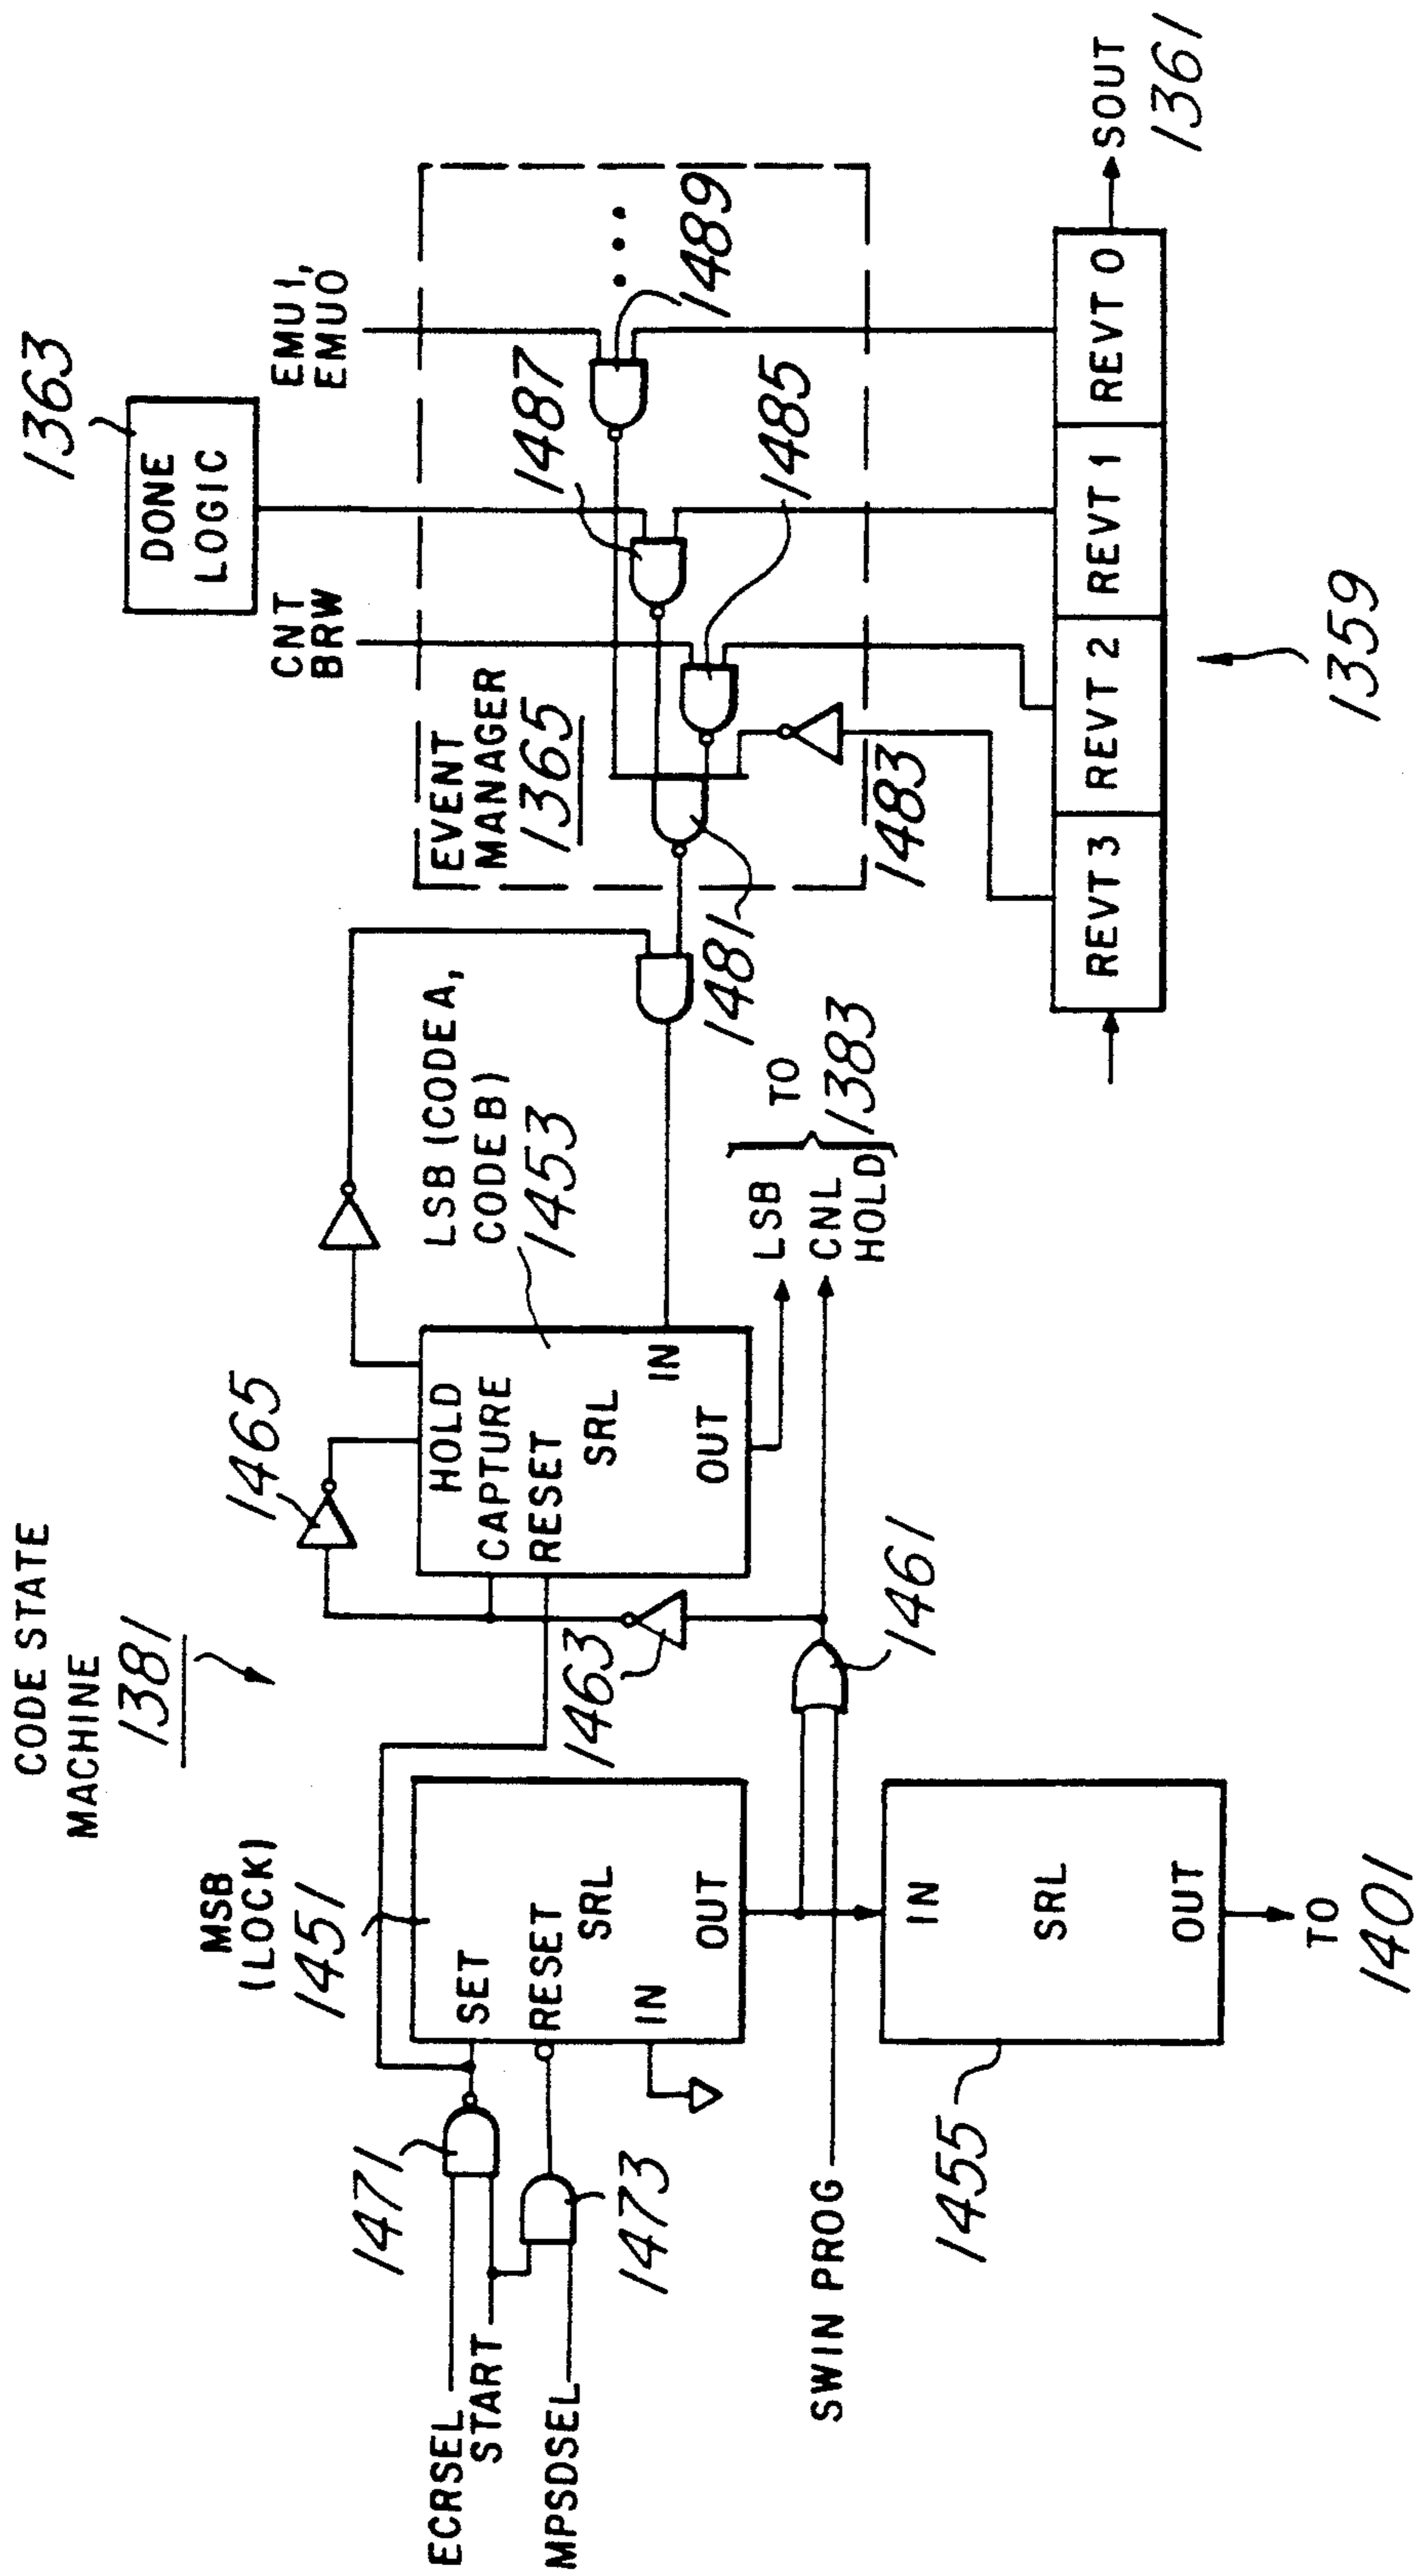 CODE STATE
MACHINE
1381
MSB
(LOCK)
1451
SET
RESET
SRL
IN
OUT
1471
1473
ECRSEL
START
MPSDSEL
SWIN PROG
1455
IN
SRL
OUT
TO
1401
1461
1463
1465
HOLD
CAPTURE
RESET
SRL
IN
OUT
LSB (CODE A,
CODE B)
1453
LSB
CNL
HOLD
TO
1383
1481
EVENT
MANAGER
1365
CNT
BRW
DONE
LOGIC
1363
EMU1,
EMU0
1487
1489
1485
1483
REVT 3
REVT 2
REVT 1
REVT 0
SOUT
1361
1359